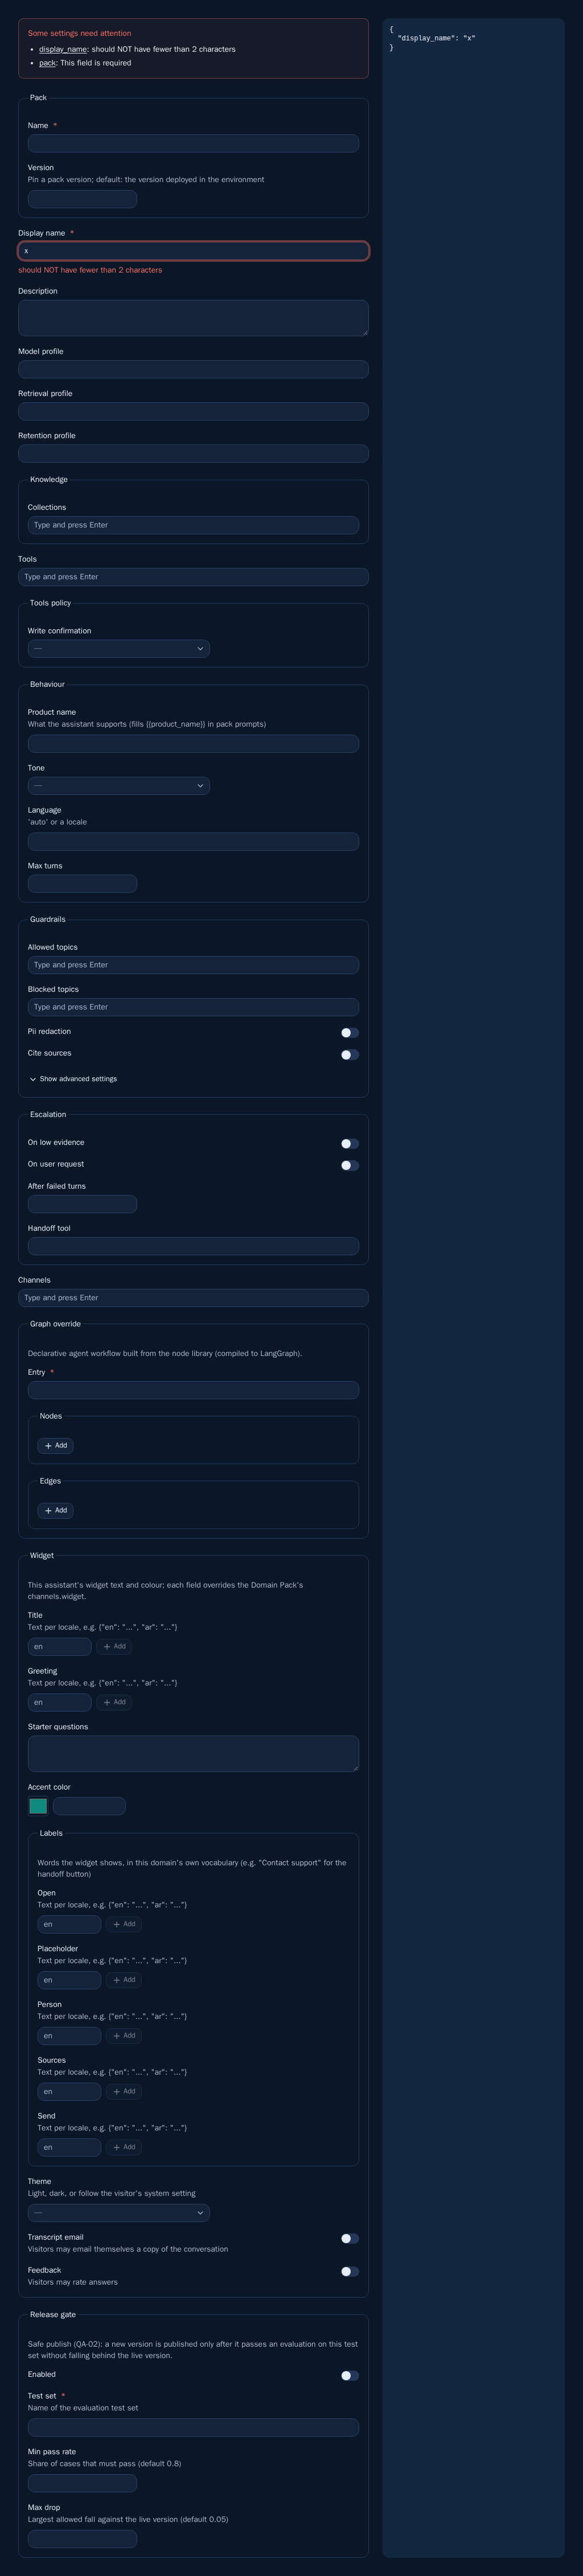 Some settings need attention
display_name: should NOT have fewer than 2 characters
pack: This field is required
Pack
Name *
Version
Pin a pack version; default: the version deployed in the environment
Display name *
x
should NOT have fewer than 2 characters
Description
Model profile
Retrieval profile
Retention profile
Knowledge
Collections
Type and press Enter
Tools
Type and press Enter
Tools policy
Write confirmation
—
Behaviour
Product name
What the assistant supports (fills {{product_name}} in pack prompts)
Tone
—
Language
'auto' or a locale
Max turns
Guardrails
Allowed topics
Type and press Enter
Blocked topics
Type and press Enter
Pii redaction
Cite sources
Show advanced settings
Escalation
On low evidence
On user request
After failed turns
Handoff tool
Channels
Type and press Enter
Graph override
Declarative agent workflow built from the node library (compiled to LangGraph).
Entry *
Nodes
+ Add
Edges
+ Add
Widget
This assistant's widget text and colour; each field overrides the Domain Pack's
channels.widget.
Title
Text per locale, e.g. {"en": "...", "ar": "..."}
en + Add
Greeting
Text per locale, e.g. {"en": "...", "ar": "..."}
en + Add
Starter questions
Accent color
Labels
Words the widget shows, in this domain's own vocabulary (e.g. "Contact support" for the
handoff button)
Open
Text per locale, e.g. {"en": "...", "ar": "..."}
en + Add
Placeholder
Text per locale, e.g. {"en": "...", "ar": "..."}
en + Add
Person
Text per locale, e.g. {"en": "...", "ar": "..."}
en + Add
Sources
Text per locale, e.g. {"en": "...", "ar": "..."}
en + Add
Send
Text per locale, e.g. {"en": "...", "ar": "..."}
en + Add
Theme
Light, dark, or follow the visitor's system setting
—
Transcript email
Visitors may email themselves a copy of the conversation
Feedback
Visitors may rate answers
Release gate
Safe publish (QA-02): a new version is published only after it passes an evaluation on this test
set without falling behind the live version.
Enabled
Test set *
Name of the evaluation test set
Min pass rate
Share of cases that must pass (default 0.8)
Max drop
Largest allowed fall against the live version (default 0.05)
{
"display_name": "x"
}